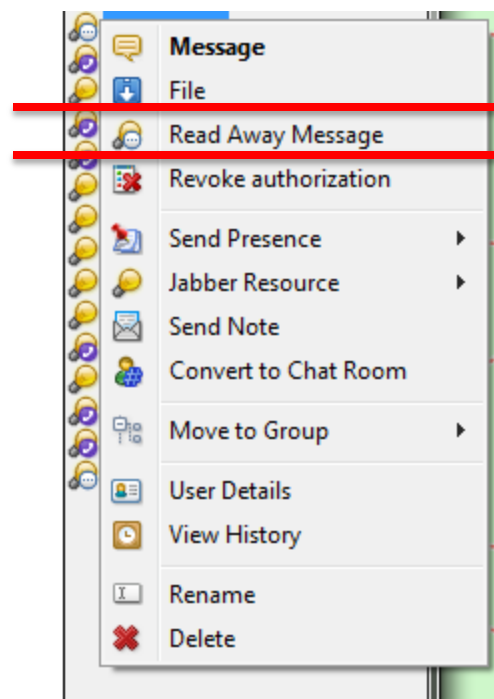 Message
File
Read Away Message
Revoke authorization
Send Presence
Jabber Resource
Send Note
Convert to Chat Room
Move to Group
User Details
View History
Rename
Delete